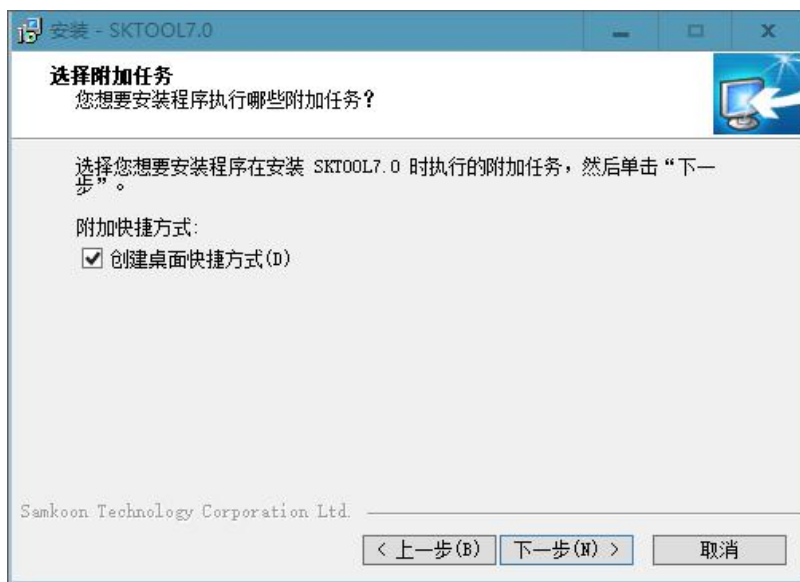 安装 - SKTOOL7.0
选择附加任务
您想要安装程序执行哪些附加任务?
选择您想要安装程序在安装 SKTOOL7.0 时执行的附加任务，然后单击“下一
步”。
附加快捷方式:
创建桌面快捷方式(D)
Samkoon Technology Corporation Ltd.
< 上一步(B) 下一步(N) > 取消